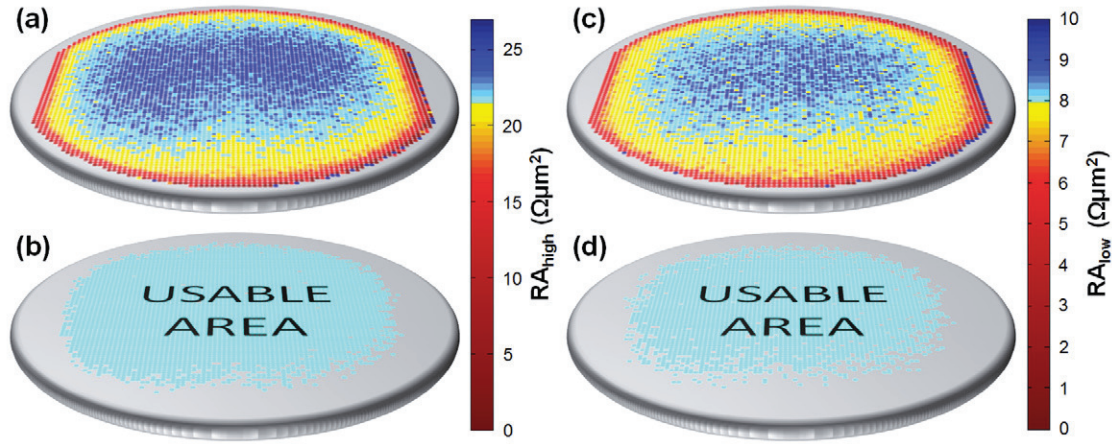 (a)
25
20
15
10
5
0
RAhigh (Ωμm²)
(c)
10
9
8
7
6
5
4
3
2
1
0
RAlow (Ωμm²)
(b)
USABLE
AREA
(d)
USABLE
AREA